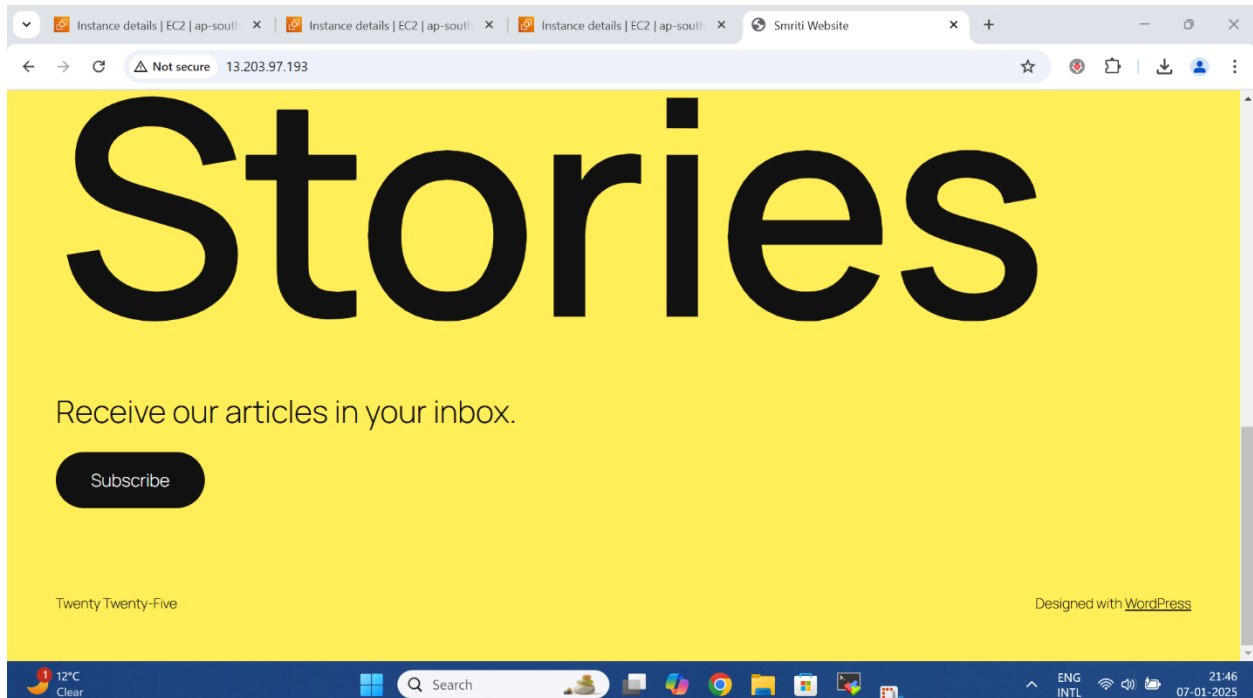 Instance details | EC2 | ap-south
Instance details | EC2 | ap-south
Instance details | EC2 | ap-south
Smriti Website
Not secure
13.203.97.193
Stories
Receive our articles in your inbox.
Subscribe
Twenty Twenty-Five
Designed with WordPress
1
12°C
Clear
Search
ENG
INTL
21:46
07-01-2025